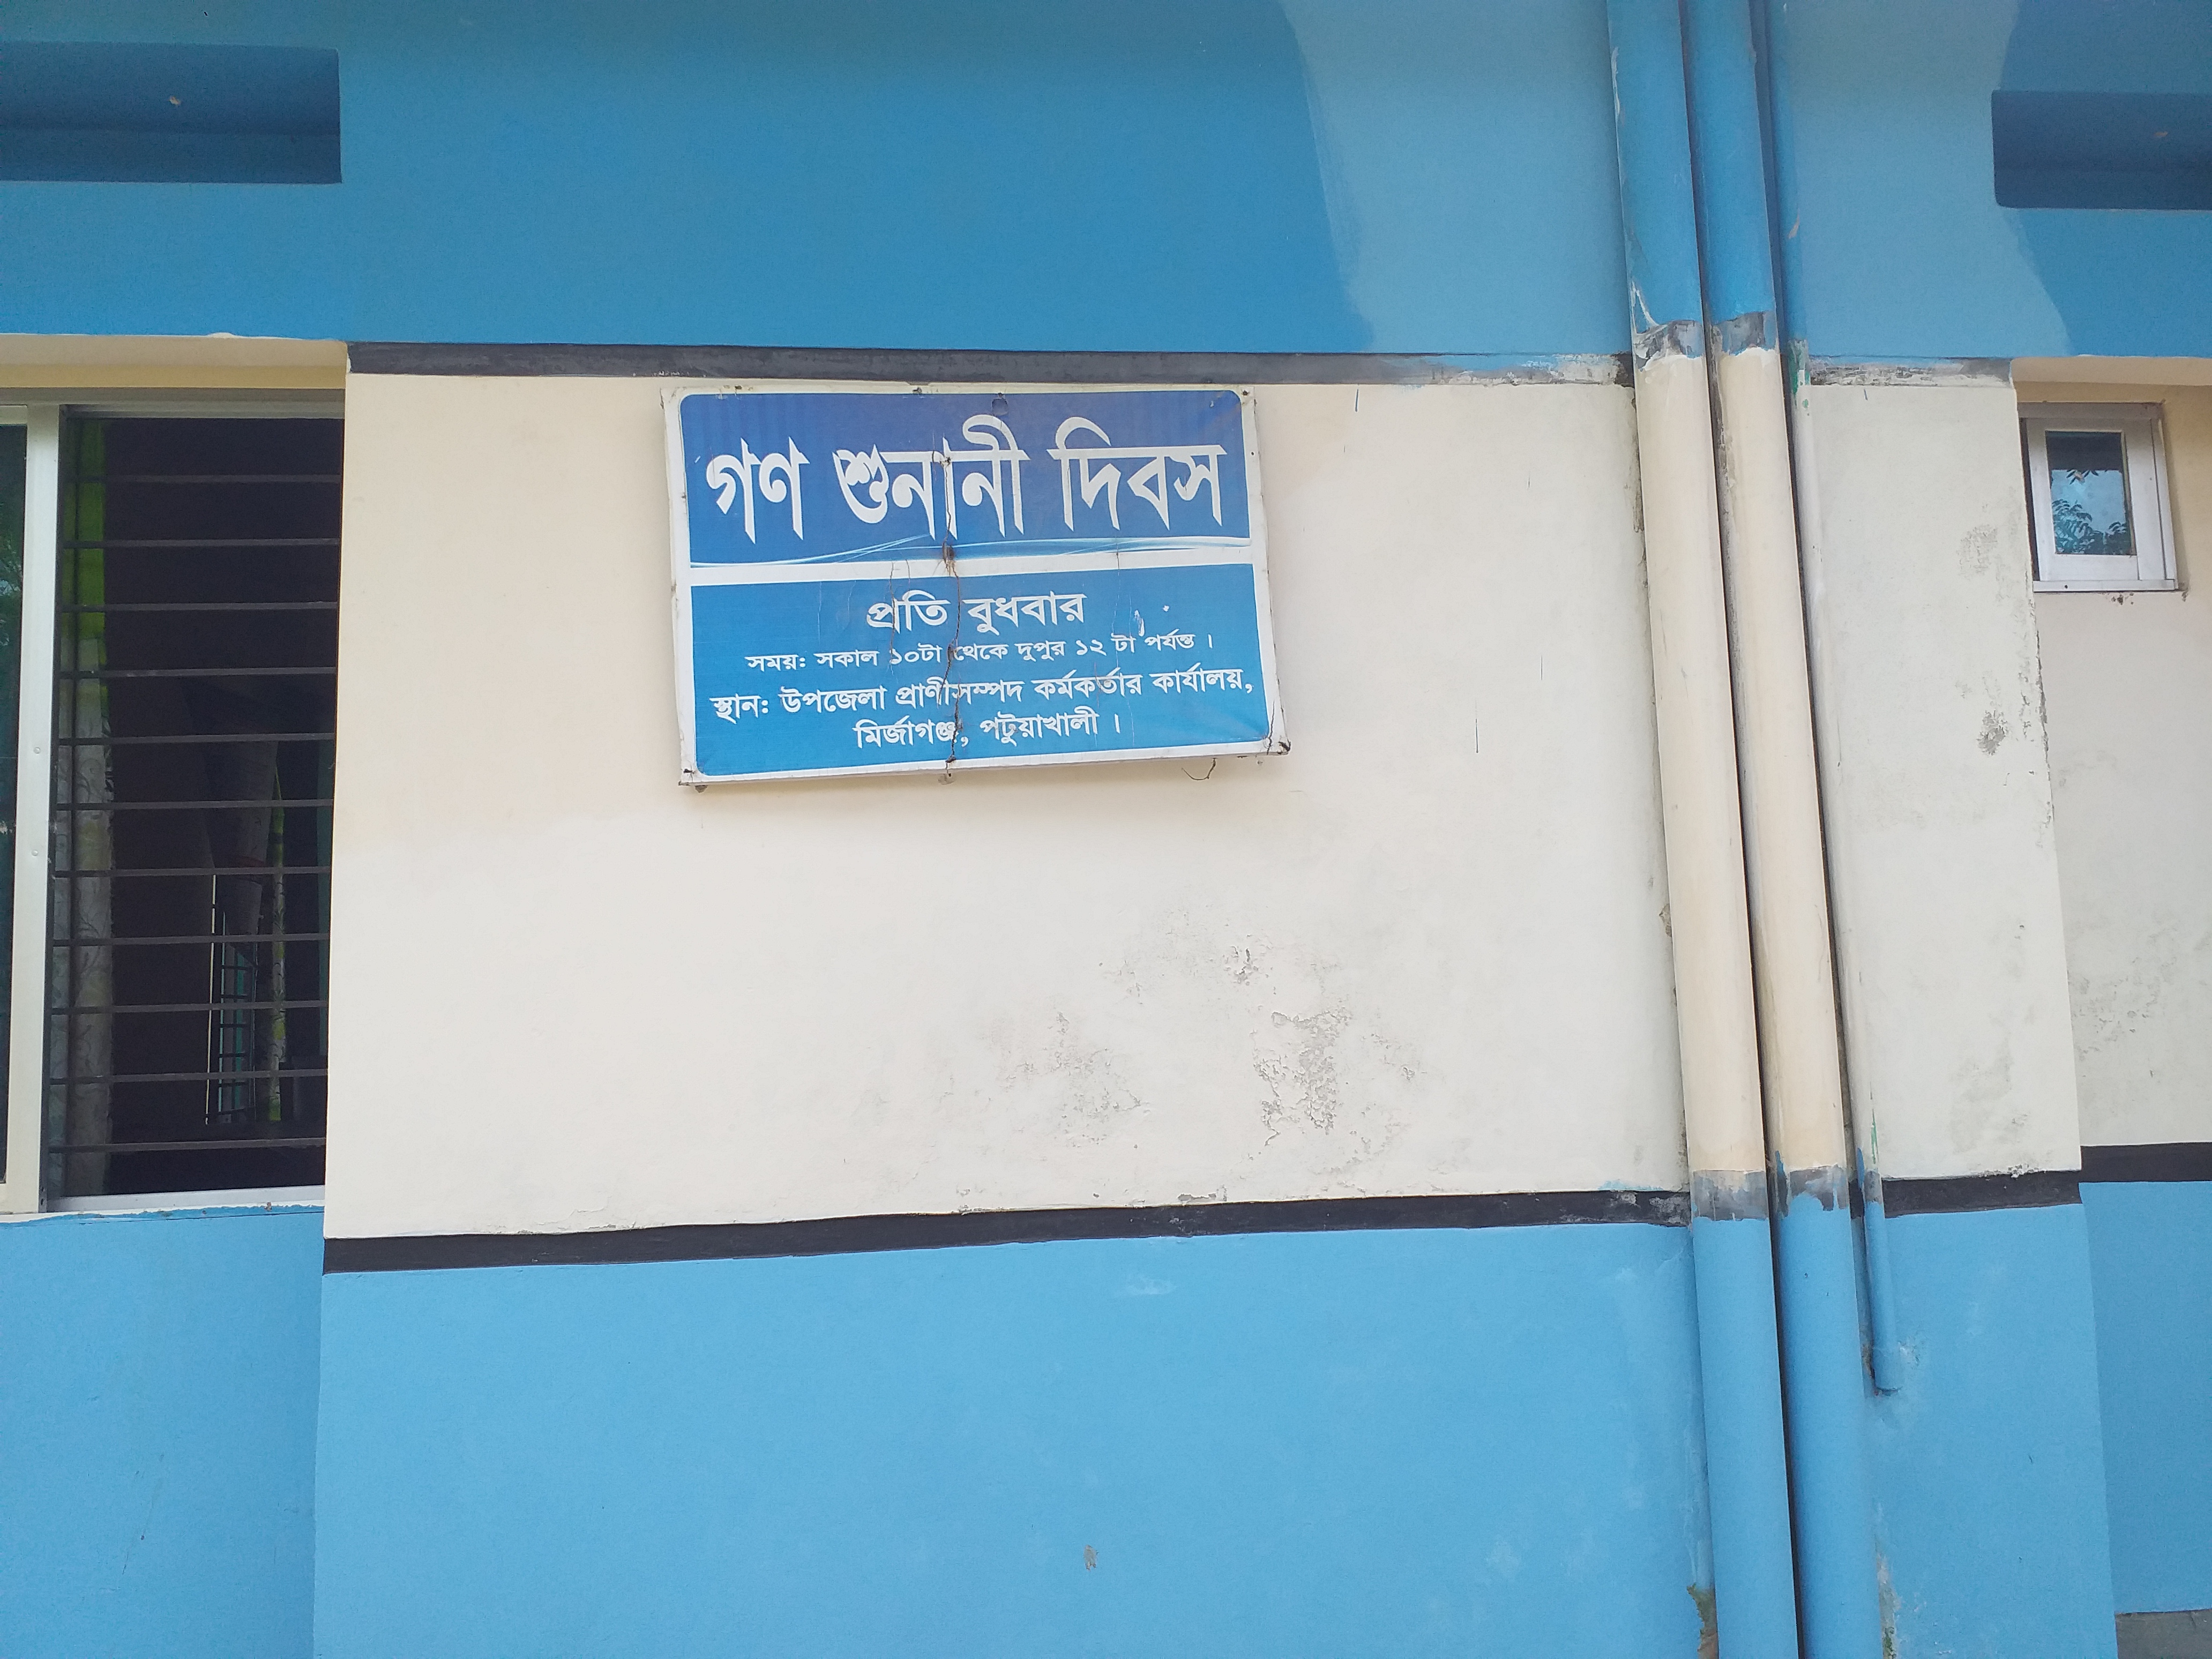 গণ শুনানী দিবস
প্রতি বুধবার
সময়: সকাল ১০টা থেকে দুপুর ১২ টা পর্যন্ত ।
স্থান: উপজেলা প্রাণীসম্পদ কর্মকর্তার কার্যালয়,
মির্জাগঞ্জ, পটুয়াখালী ।